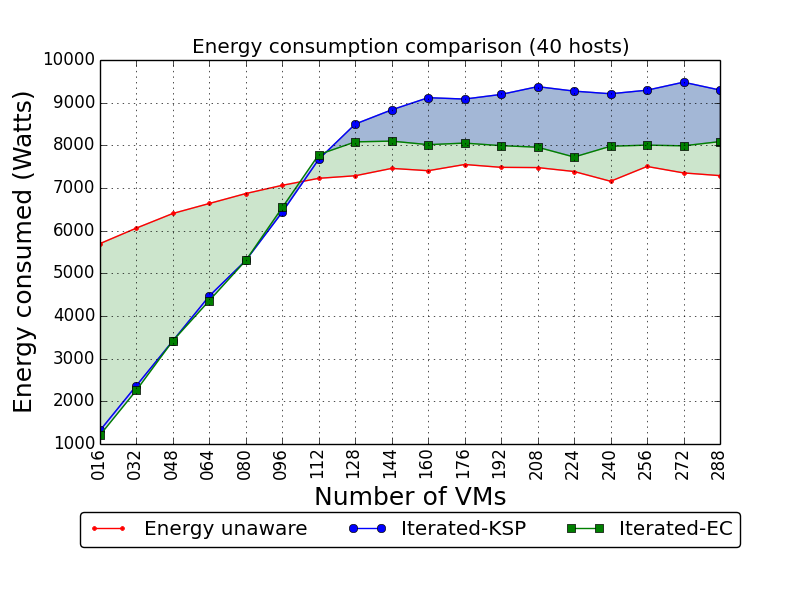 Energy consumption comparison (40 hosts)
Energy consumed (Watts)
10000
9000
8000
7000
6000
5000
4000
3000
2000
1000
016 032 048 064 080 096 112 128 144 160 176 192 208 224 240 256 272 288
Number of VMs
Energy unaware Iterated-KSP Iterated-EC